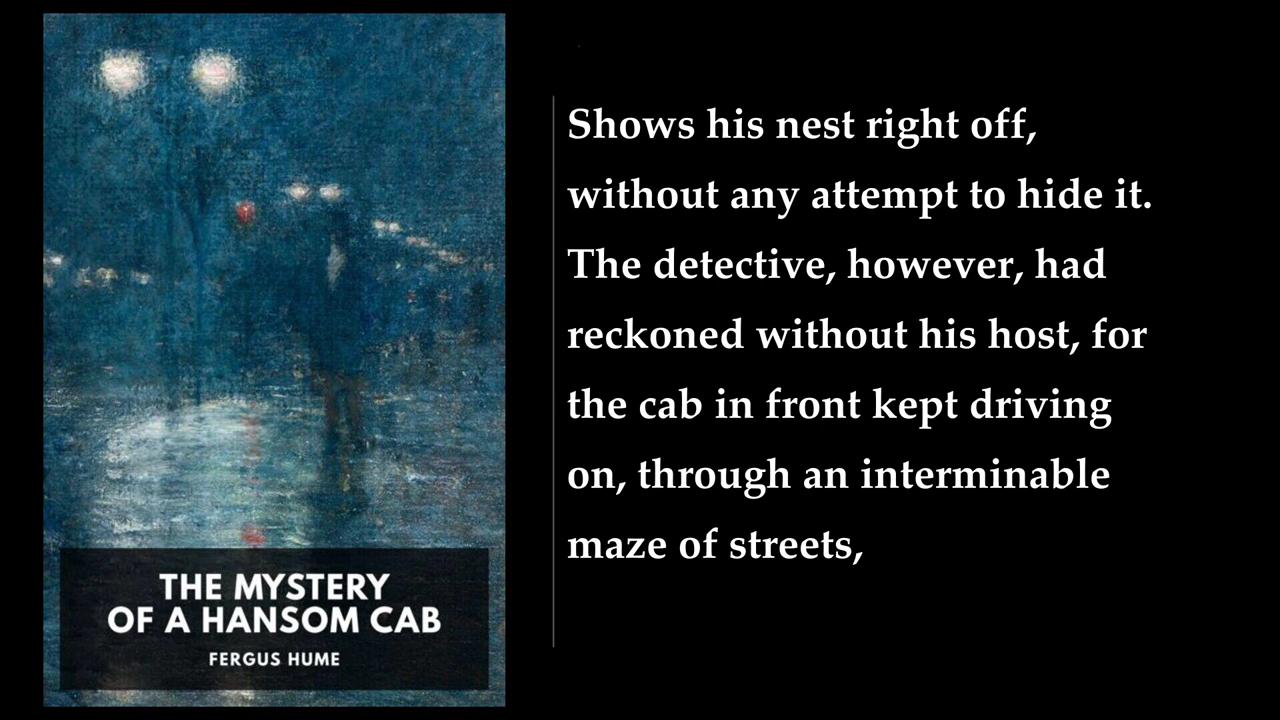 THE MYSTERY
OF A HANSOM CAB
FERGUS HUME
Shows his nest right off,
without any attempt to hide it.
The detective, however, had
reckoned without his host, for
the cab in front kept driving
on, through an interminable
maze of streets,